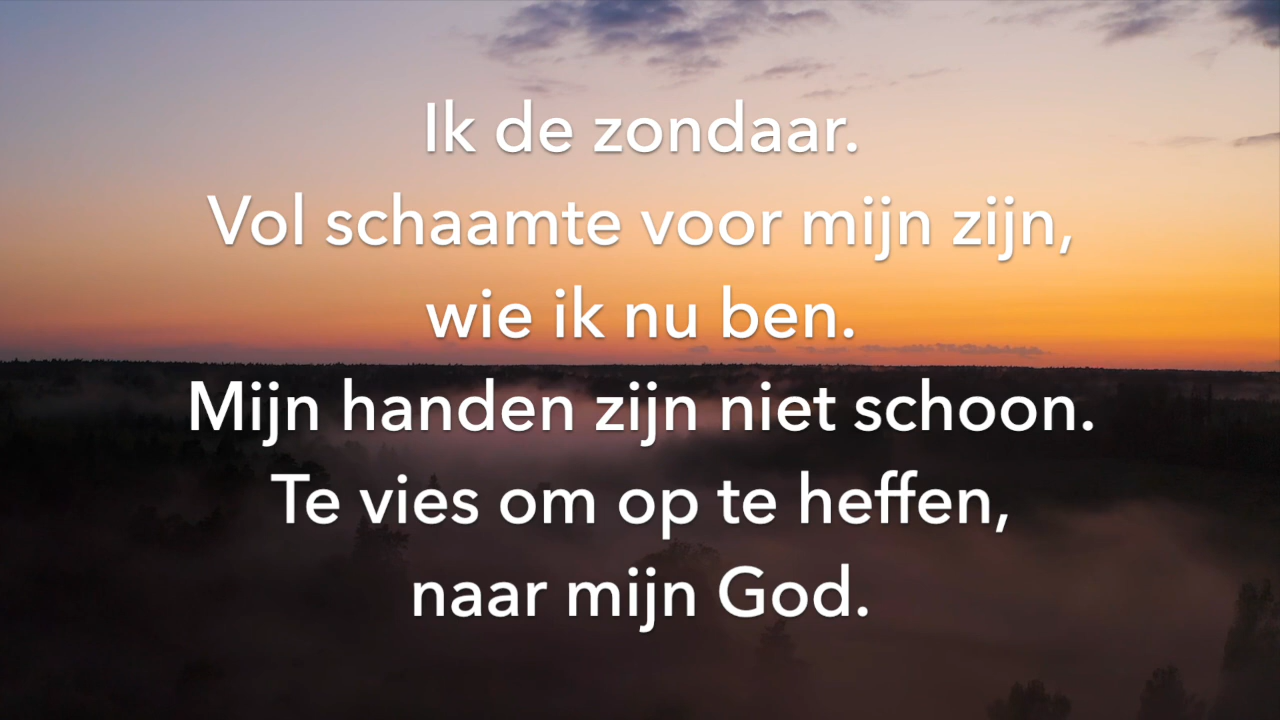 Ik de zondaar.
Vol schaamte voor mijn zijn,
wie ik nu ben.
Mijn handen zijn niet schoon.
Te vies om op te heffen,
naar mijn God.